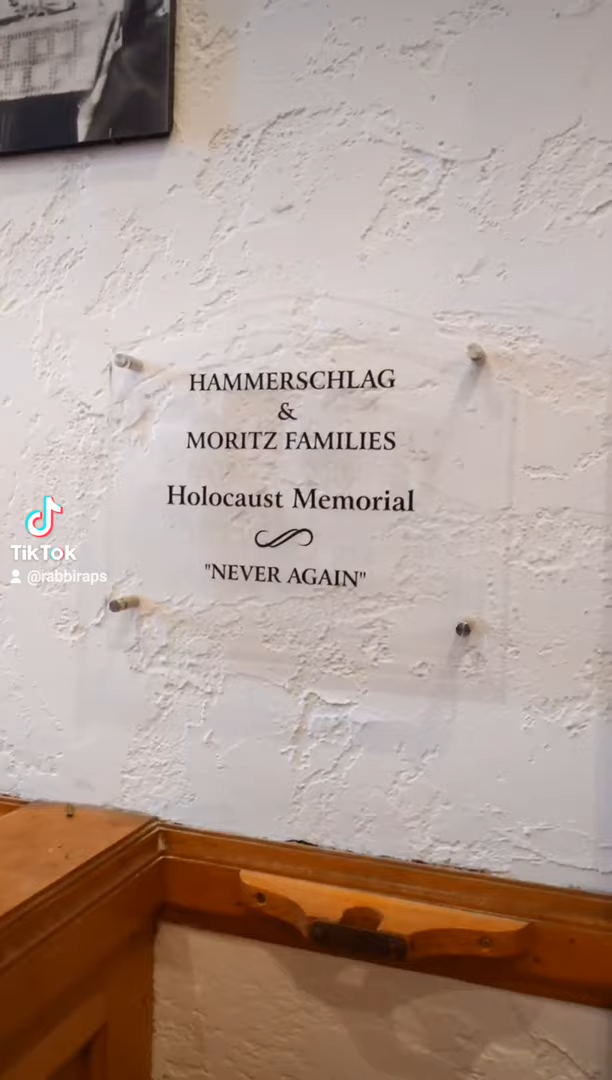 HAMMERSCHLAG
&
MORITZ FAMILIES
Holocaust Memorial
"NEVER AGAIN"
TikTok
@rabbiraps